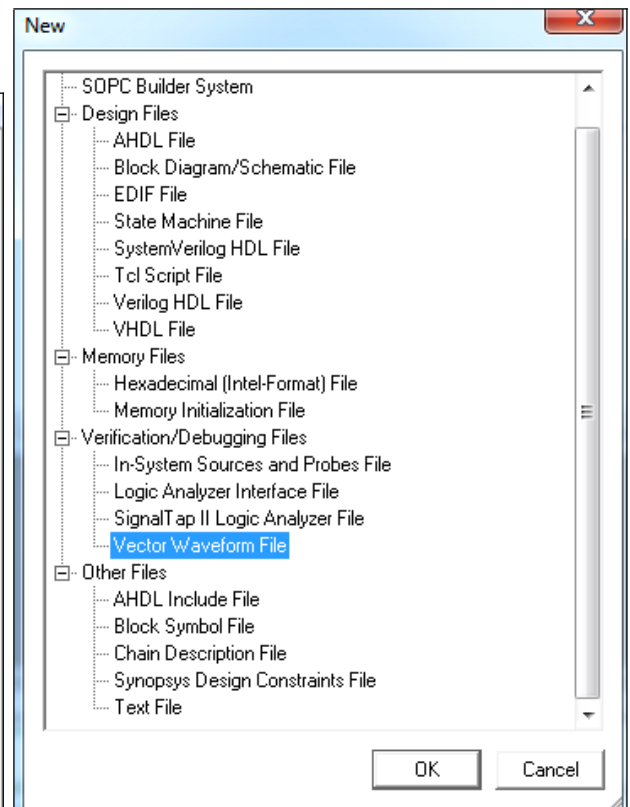 New
SOPC Builder System
Design Files
AHDL File
Block Diagram/Schematic File
EDIF File
State Machine File
SystemVerilog HDL File
Tcl Script File
Verilog HDL File
VHDL File
Memory Files
Hexadecimal (Intel-Format) File
Memory Initialization File
Verification/Debugging Files
In-System Sources and Probes File
Logic Analyzer Interface File
SignalTap II Logic Analyzer File
Vector Waveform File
Other Files
AHDL Include File
Block Symbol File
Chain Description File
Synopsys Design Constraints File
Text File
OK Cancel